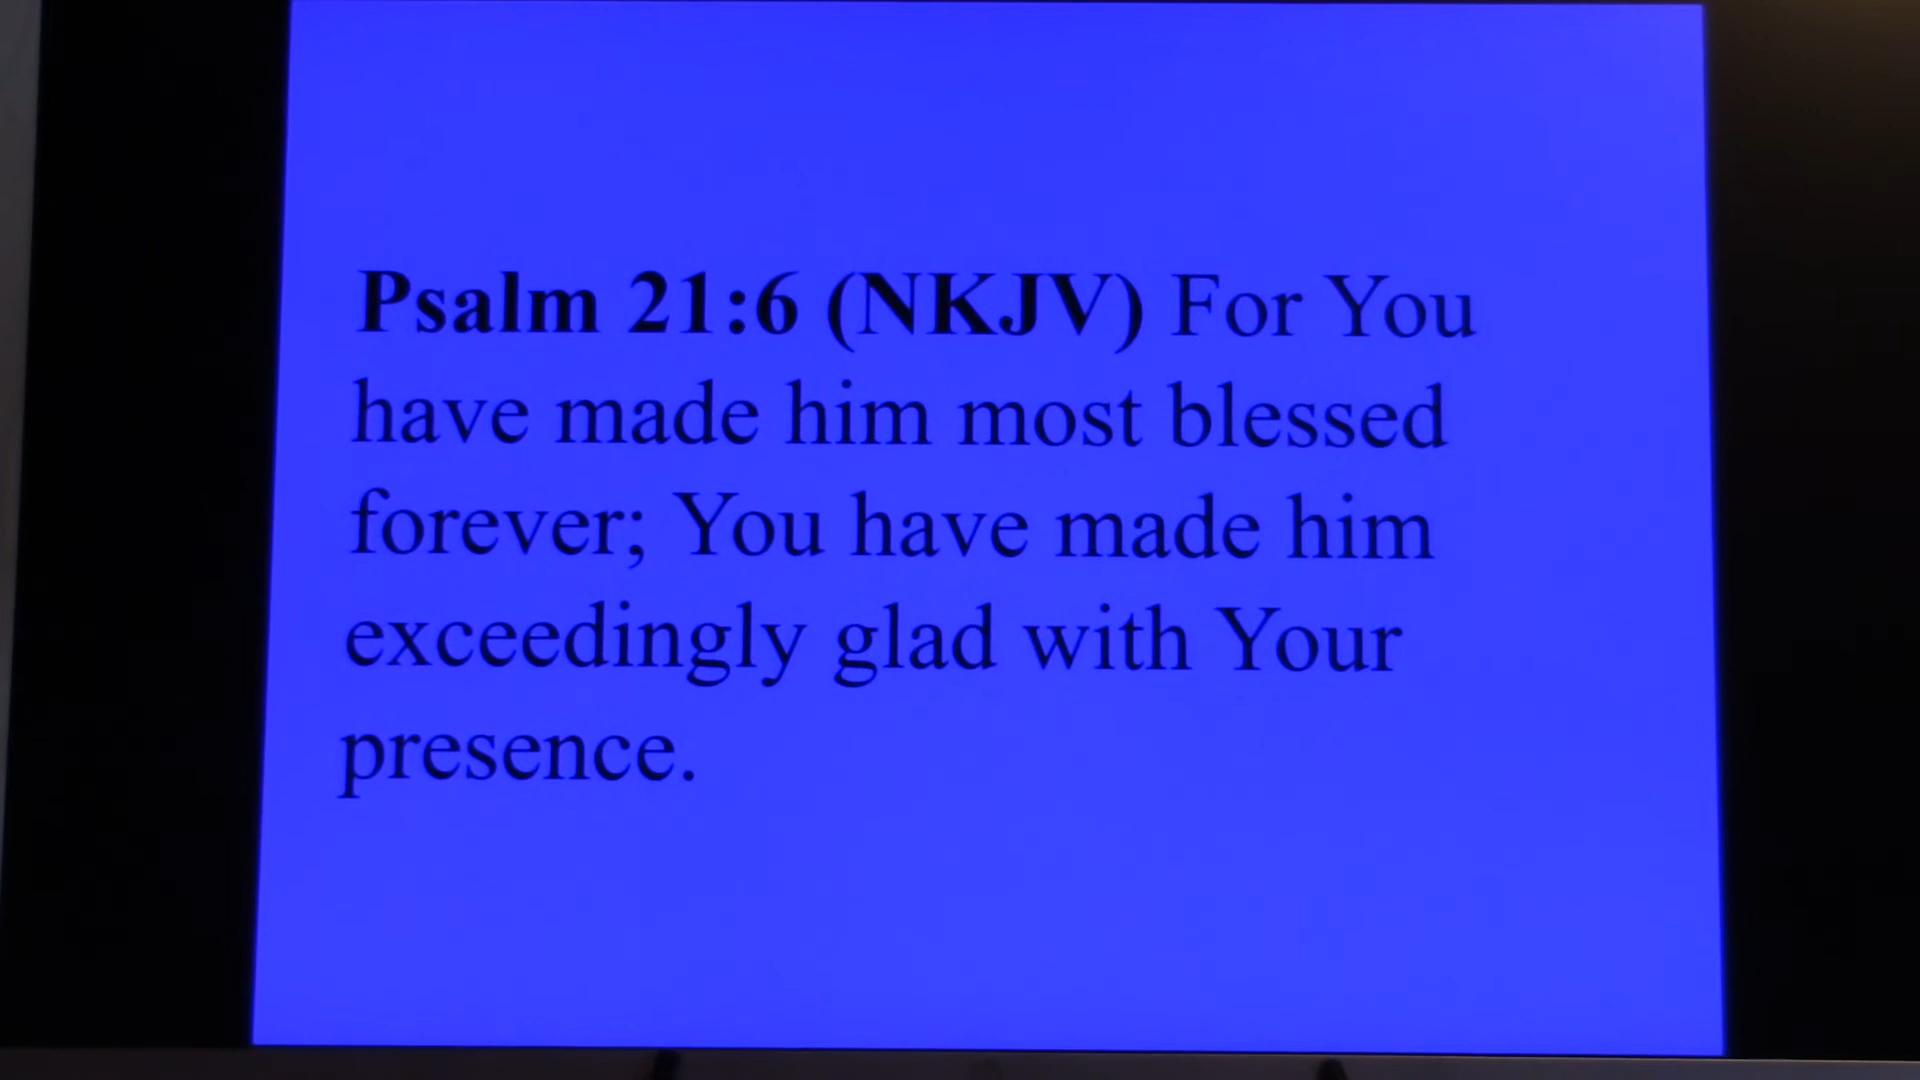 Psalm 21:6 (NKJV) For You
have made him most blessed
forever; You have made him
exceedingly glad with Your
presence.